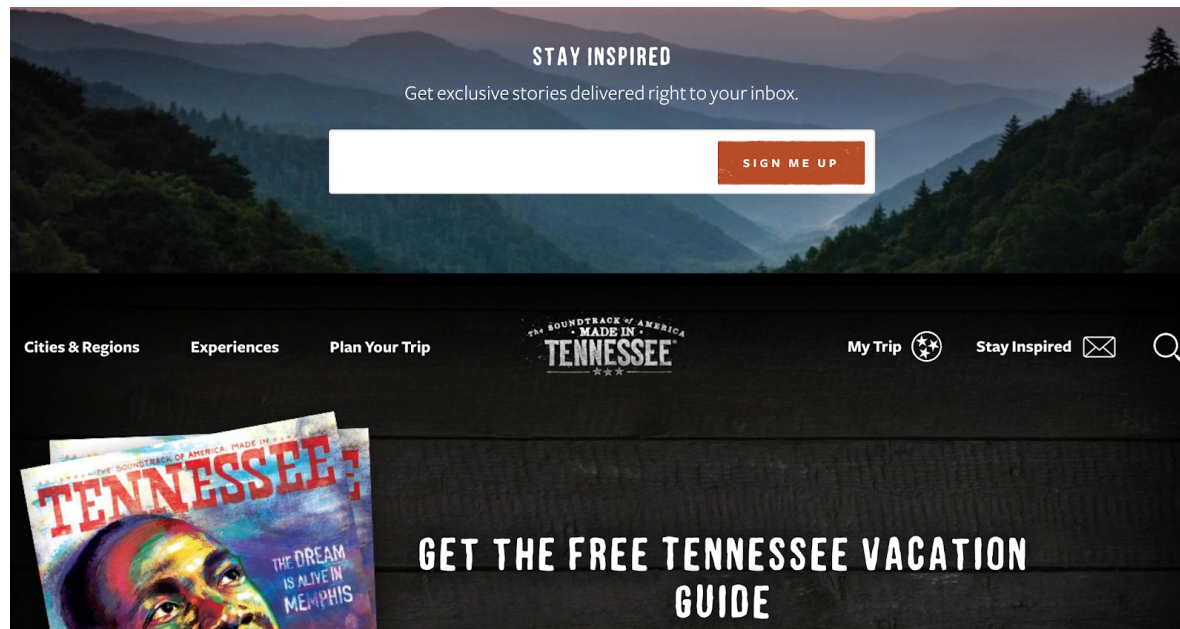 STAY INSPIRED
Get exclusive stories delivered right to your inbox.
SIGN ME UP
Cities & Regions
Experiences
Plan Your Trip
The SOUNDTRACK of AMERICA
MADE IN
TENNESSEE
My Trip
Stay Inspired
THE SOUNDTRACK OF AMERICA. MADE IN
TENNESSEE
THE DREAM
IS ALIVE IN
MEMPHIS
GET THE FREE TENNESSEE VACATION
GUIDE